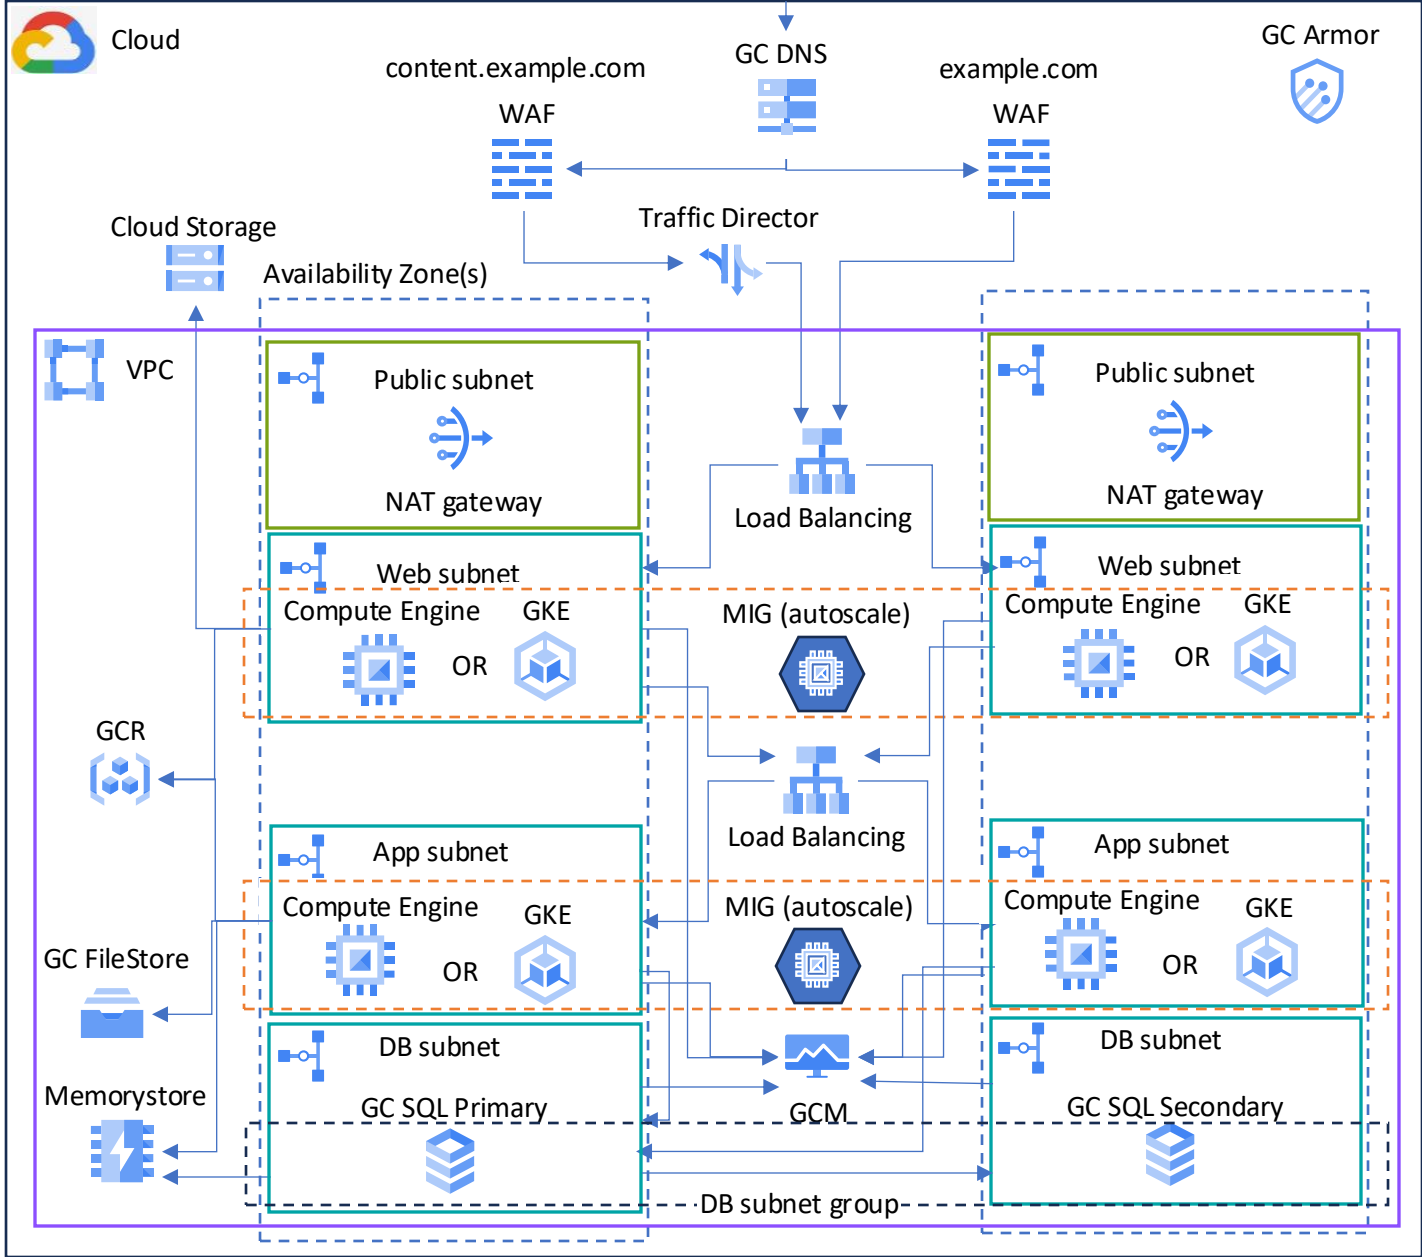 Cloud
GC DNS
GC Armor
content.example.com
example.com
WAF
WAF
Traffic Director
Cloud Storage
Availability Zone(s)
VPC
Public subnet
Public subnet
NAT gateway
NAT gateway
Load Balancing
Web subnet
Web subnet
Compute Engine
GKE
OR
MIG (autoscale)
Compute Engine
GKE
OR
GCR
Load Balancing
App subnet
App subnet
Compute Engine
GKE
OR
MIG (autoscale)
Compute Engine
GKE
OR
GC FileStore
DB subnet
DB subnet
Memorystore
GC SQL Primary
GCM
GC SQL Secondary
DB subnet group